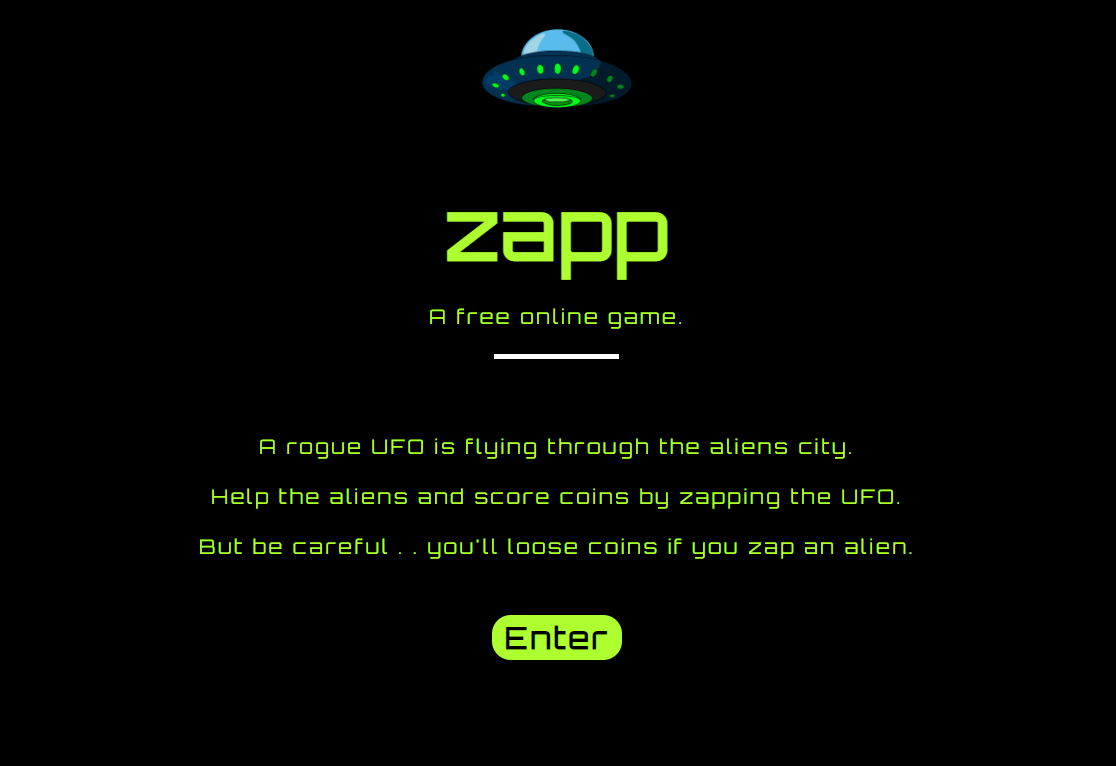 zapp
A free online game.
A rogue UFO is flying through the aliens city.
Help the aliens and score coins by zapping the UFO.
But be careful . . you'll loose coins if you zap an alien.
Enter